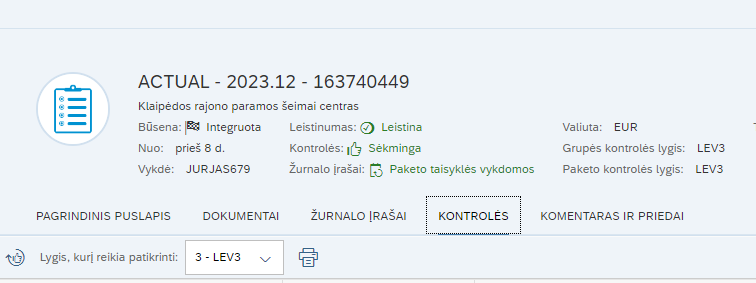 ACTUAL - 2023.12 - 163740449
Klaipėdos rajono paramos šeimai centras
Būsena: Integruota Leistinumas: Leistina Valiuta: EUR
Nuo: prieš 8 d. Kontrolės: Sėkminga Grupės kontrolės lygis: LEV3
Vykdė: JURJAS679 Žurnalo įrašai: Paketo taisyklės vykdomos Paketo kontrolės lygis: LEV3
PAGRINDINIS PUSLAPIS DOKUMENTAI ŽURNALO ĮRAŠAI KONTROLĖS KOMENTARAS IR PRIEDAI
Lygis, kurį reikia patikrinti: 3 - LEV3